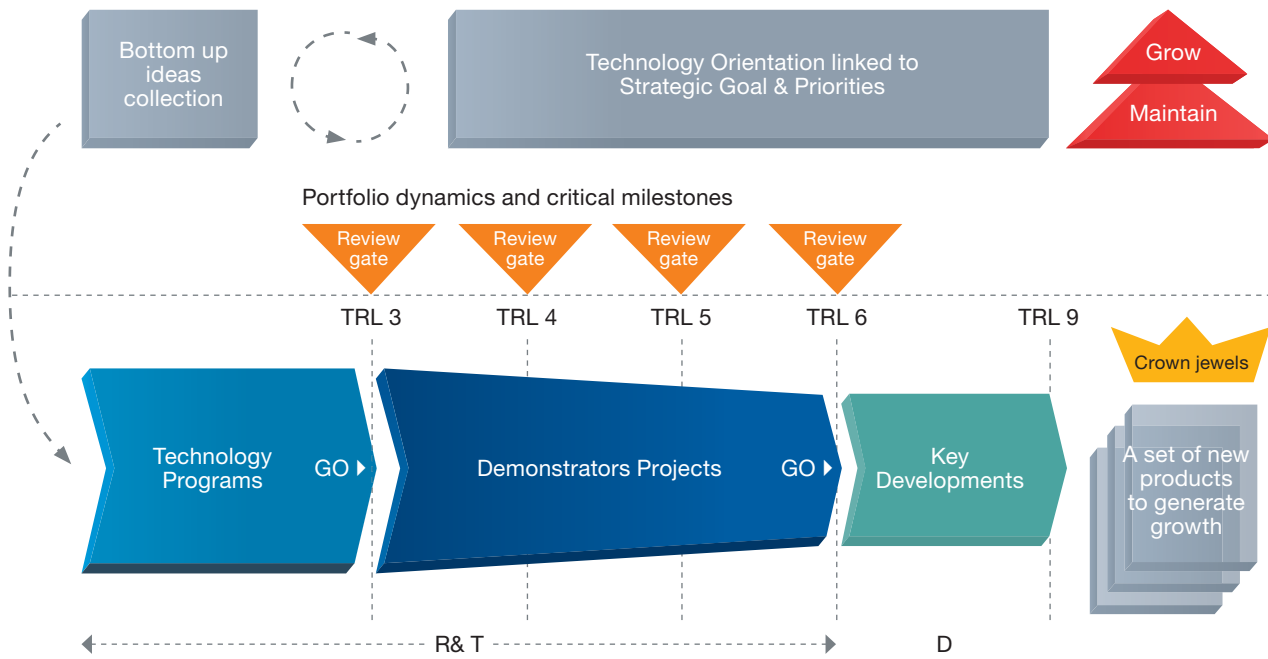 Bottom up
ideas
collection
Technology Orientation linked to
Strategic Goal & Priorities
Grow
Maintain
Portfolio dynamics and critical milestones
Review
gate
Review
gate
Review
gate
Review
gate
TRL 3
TRL 4
TRL 5
TRL 6
TRL 9
Crown jewels
Technology
Programs
GO
Demonstrators Projects
GO
Key
Developments
A set of new
products
to generate
growth
R& T
D